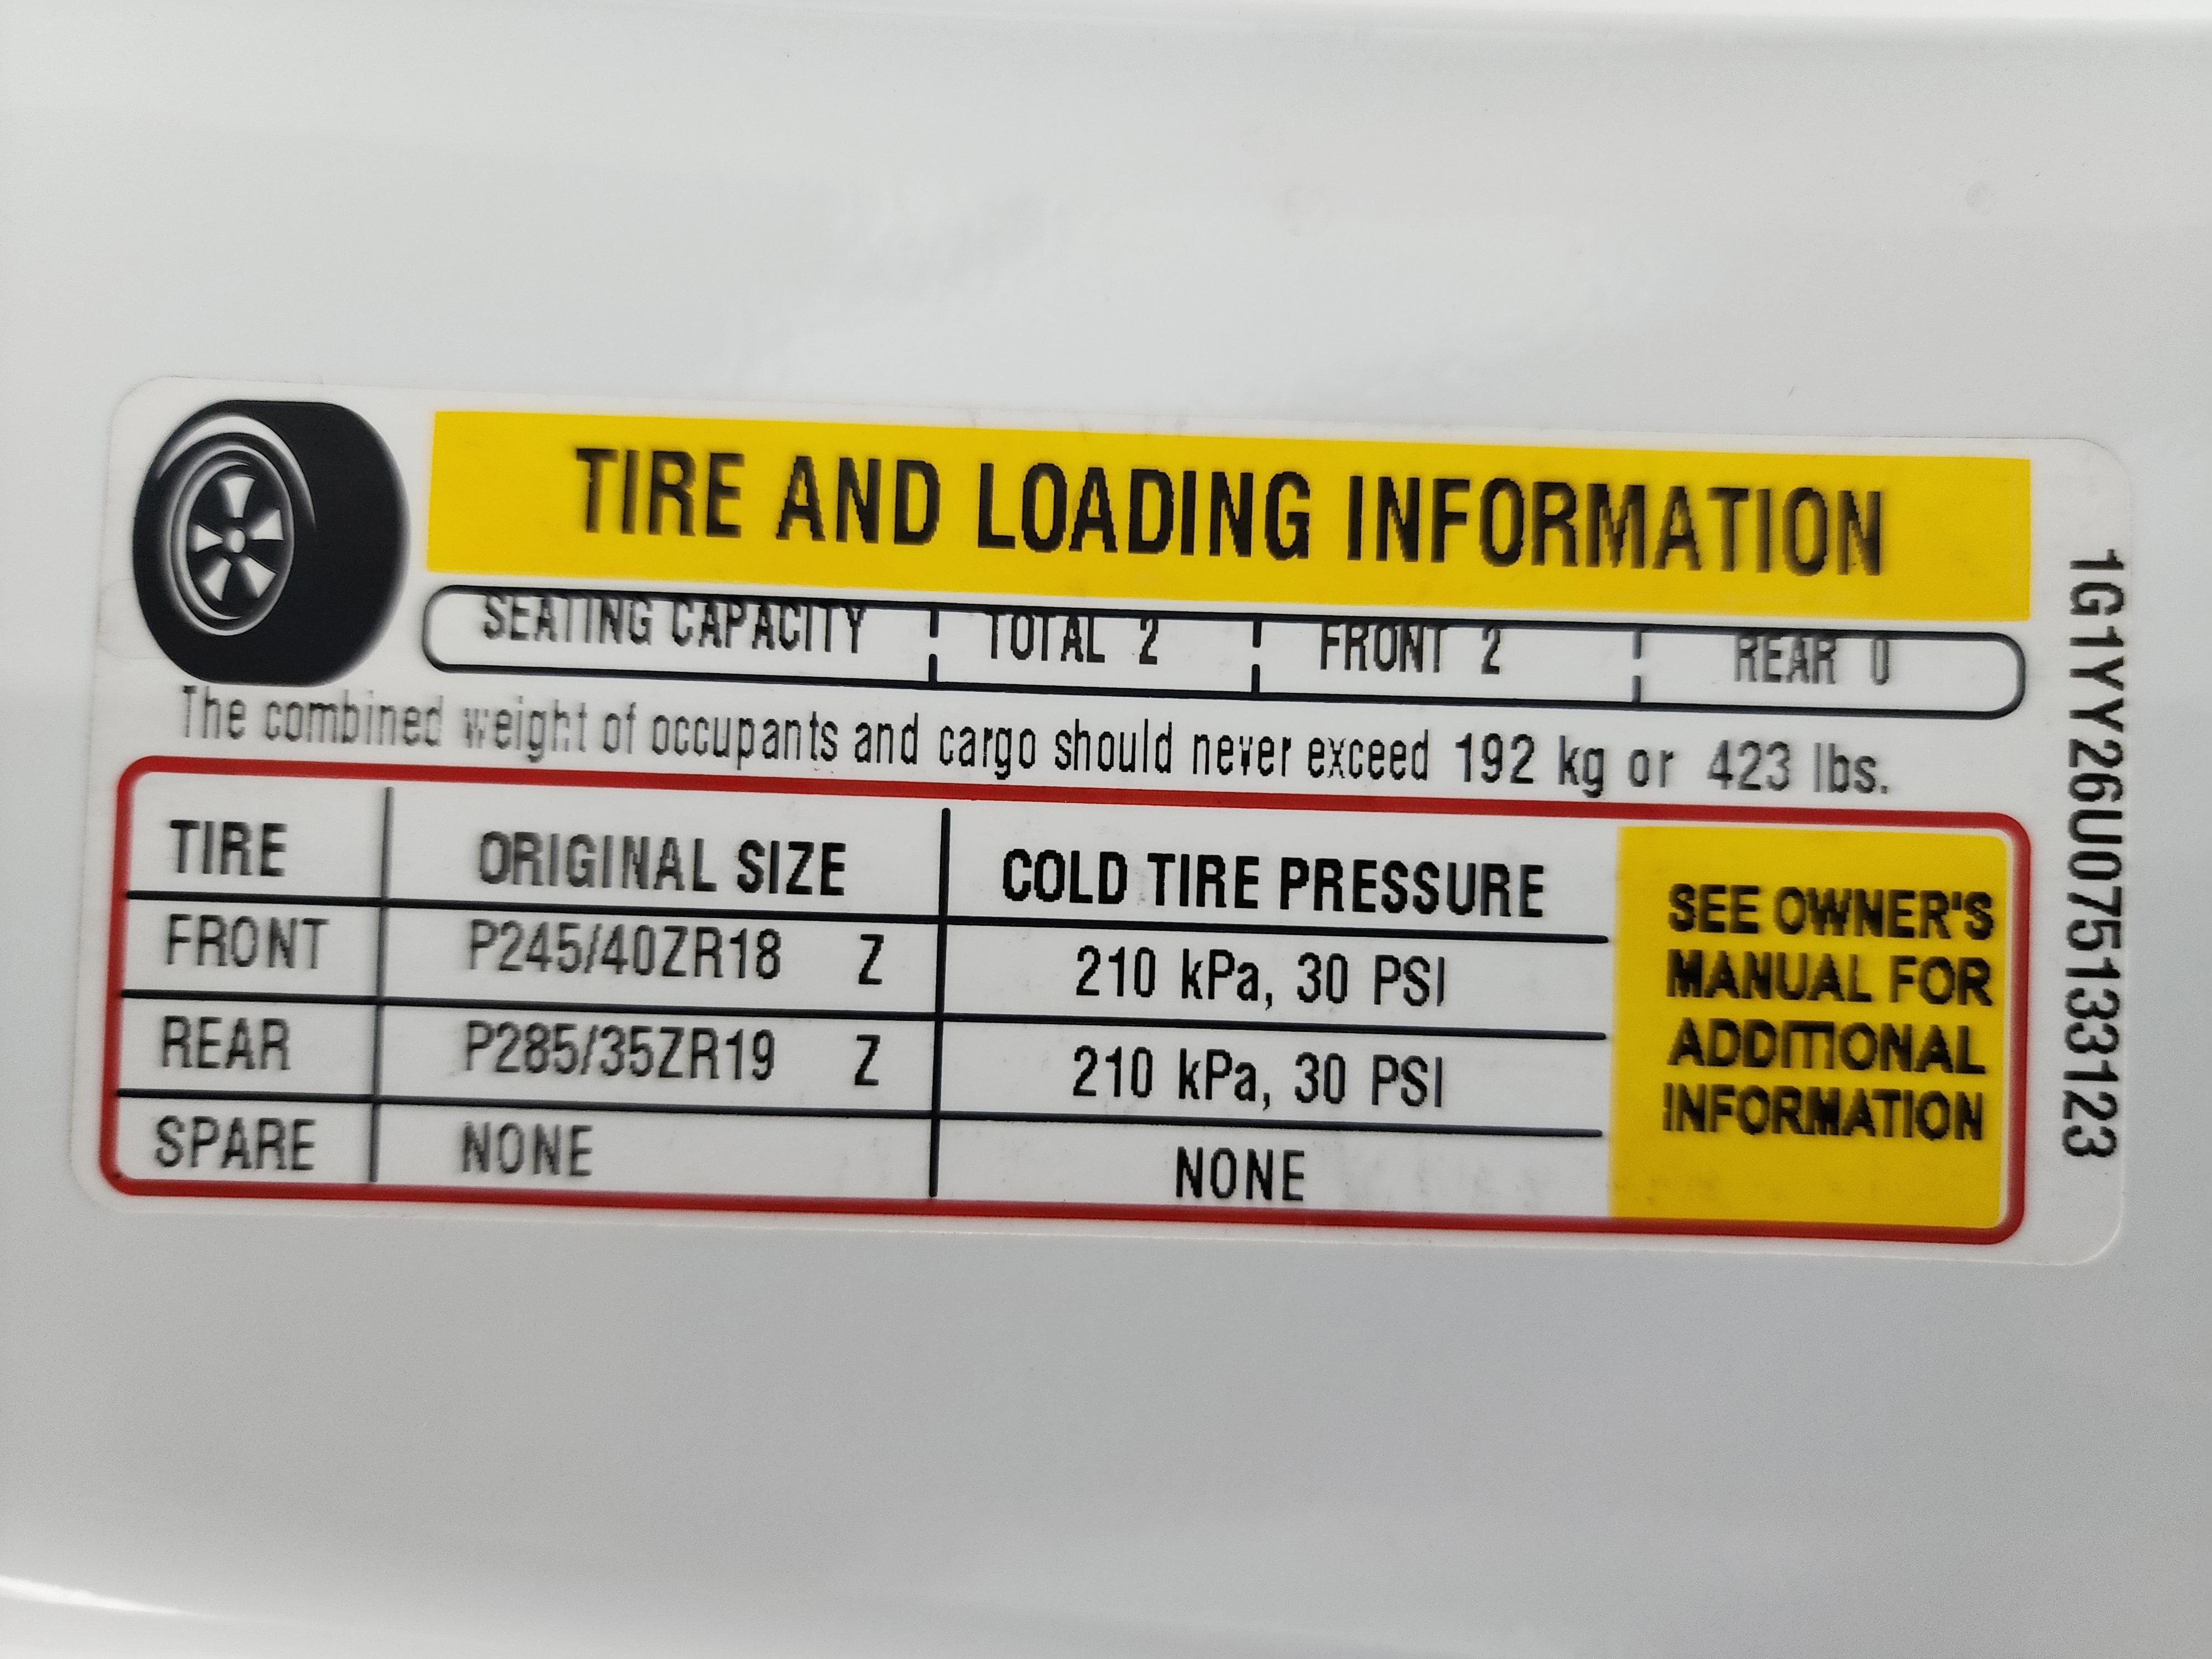 TIRE AND LOADING INFORMATION
SEATING CAPACITY TOTAL 2 FRONT 2 REAR 0
The combined weight of occupants and cargo should never exceed 192 kg or 423 lbs.
TIRE ORIGINAL SIZE COLD TIRE PRESSURE
FRONT P245/40ZR18 Z 210 kPa, 30 PSI
REAR P285/35ZR19 Z 210 kPa, 30 PSI
SPARE NONE NONE
SEE OWNER'S
MANUAL FOR
ADDITIONAL
INFORMATION
1G1YY26U075133123